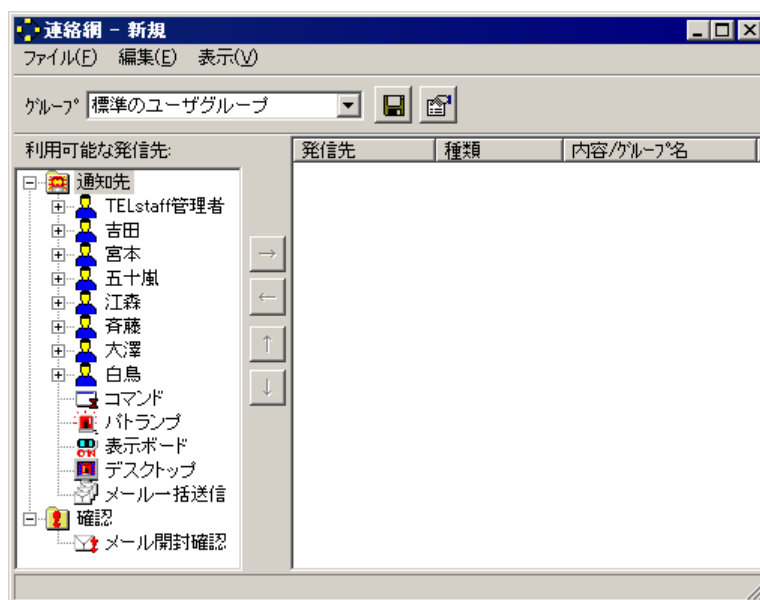 連絡網 - 新規
ファイル(F) 編集(E) 表示(V)
ｸﾞﾙｰﾌﾟ 標準のユーザグループ
利用可能な発信先:
発信先 種類 内容/ｸﾞﾙｰﾌﾟ名
通知先
TELstaff管理者
吉田
宮本
五十嵐
江森
斉藤
大澤
白鳥
コマンド
パトランプ
表示ボード
デスクトップ
メール一括送信
確認
メール開封確認
→
←
↑
↓